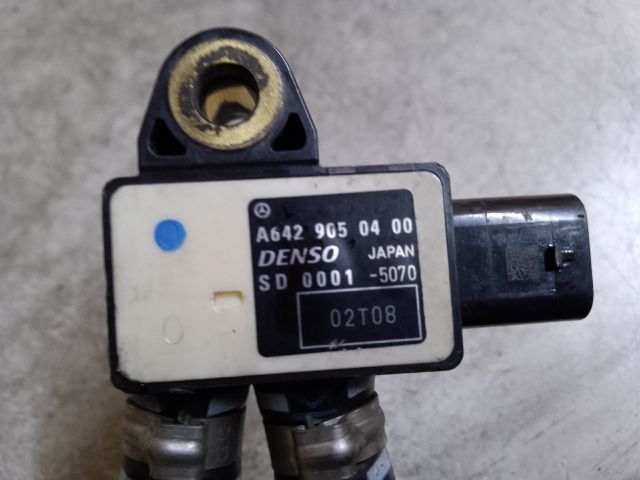 A642 905 04 00
DENSO JAPAN
SD 0001 -5070
02T08